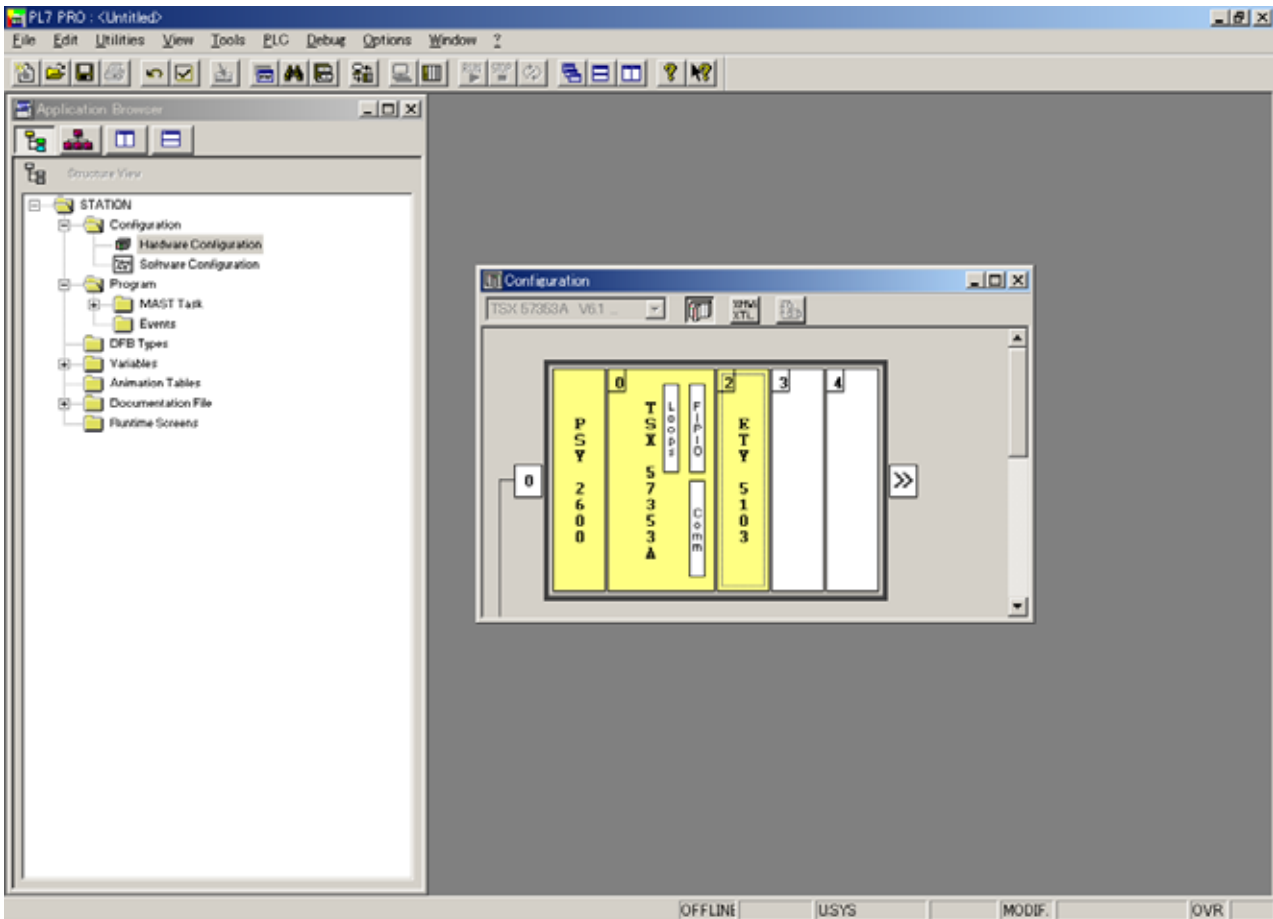 PL7 PRO : <Untitled>
File Edit Utilities View Tools PLC Debug Options Window ?
Application Browser
Structure View
STATION
Configuration
Hardware Configuration
Software Configuration
Program
MAST Task
Events
DFB Types
Variables
Animation Tables
Documentation File
Runtime Screens
Configuration
TSX 57353A V6.1 ...
XTL
0 2 3 4
PSY 2600
TSX 57353A
Loops
FIPIO
Comm
ETY 5103
0
OFFLINE USYS MODIF. OVR